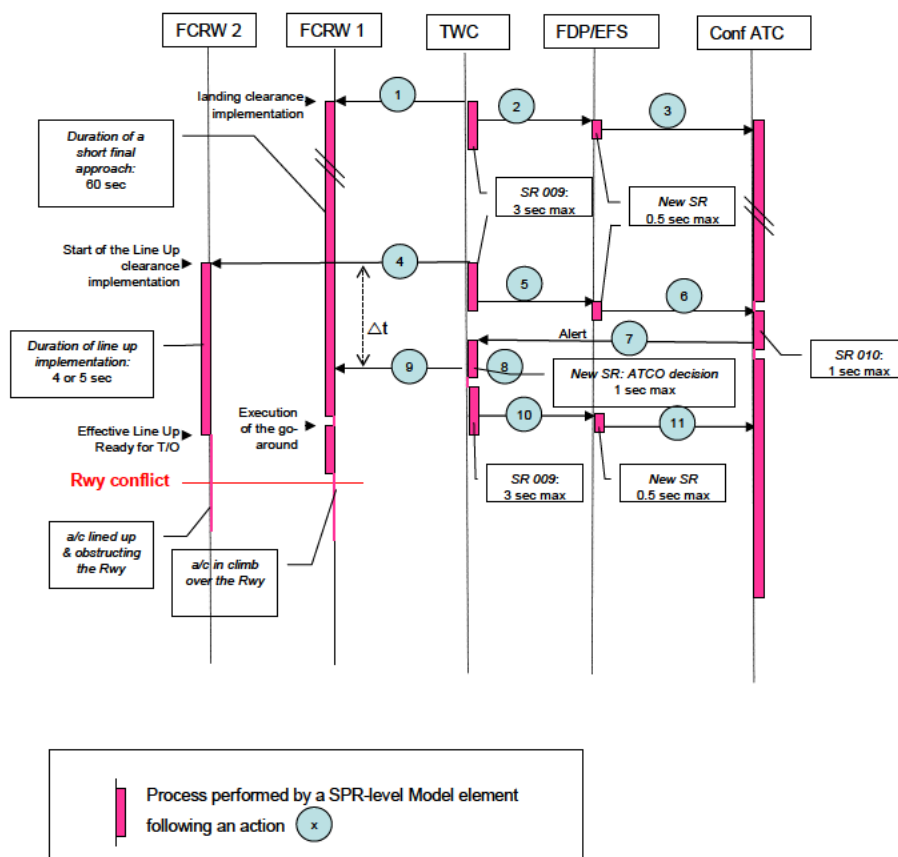 FCRW 2
FCRW 1
TWC
FDP/EFS
Conf ATC
landing clearance
implementation
1
2
3
Duration of a
short final
approach:
60 sec
SR 009:
3 sec max
New SR
0.5 sec max
Start of the Line Up
clearance
implementation
4
5
6
Δt
Alert
7
Duration of line up
implementation:
4 or 5 sec
9
8
New SR: ATCO decision
1 sec max
SR 010:
1 sec max
Execution
of the go-
around
10
11
Effective Line Up
Ready for T/O
Rwy conflict
SR 009:
3 sec max
New SR
0.5 sec max
a/c lined up
& obstructing
the Rwy
a/c in climb
over the Rwy
Process performed by a SPR-level Model element
following an action x